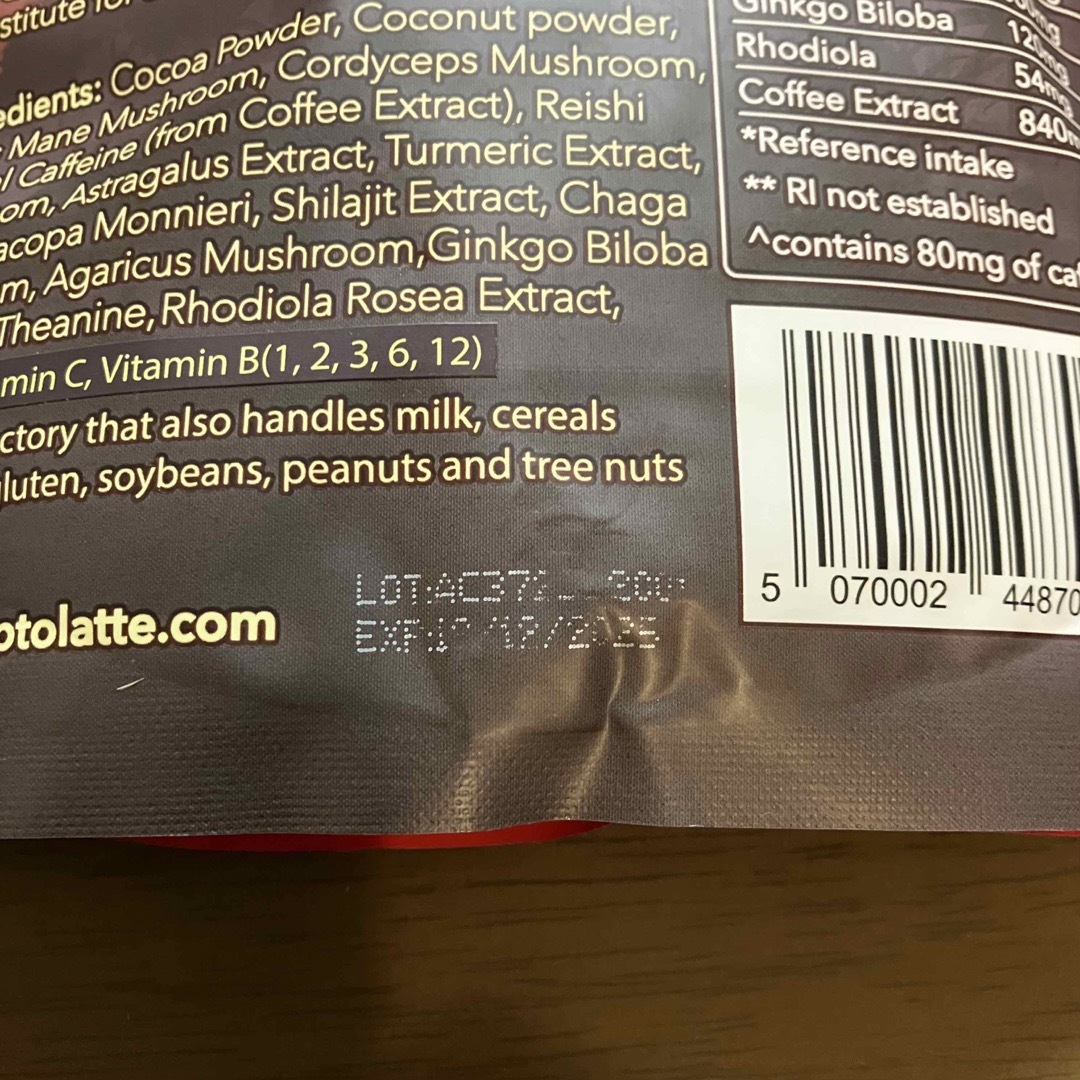 stitute
edients: Cocoa Powder, Coconut powder,
Mane Mushroom, Cordyceps Mushroom,
l Caffeine (from Coffee Extract), Reishi
om, Astragalus Extract, Turmeric Extract,
acopa Monnieri, Shilajit Extract, Chaga
m, Agaricus Mushroom,Ginkgo Biloba
Theanine, Rhodiola Rosea Extract,
min C, Vitamin B(1, 2, 3, 6, 12)
ctory that also handles milk, cereals
luten, soybeans, peanuts and tree nuts
otolatte.com
LOT:
EXP:
Ginkgo Biloba 120mg
Rhodiola 54mg
Coffee Extract 840m
*Reference intake
** RI not established
^contains 80mg of caf
5 070002 44870